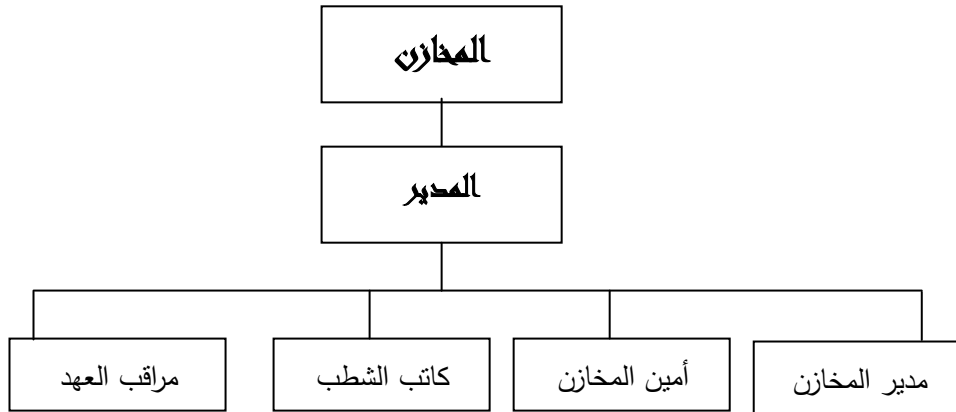 المخازن
المدير
مدير المخازن
أمين المخازن
كاتب الشطب
مراقب العهد